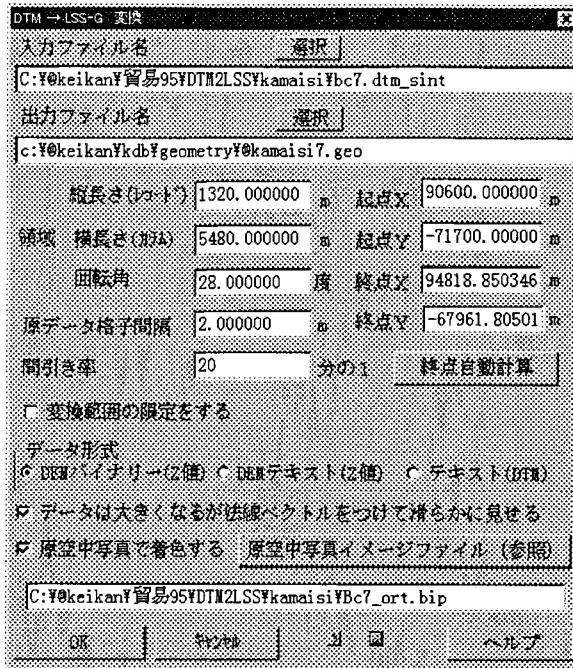 DTM→LSS-G 変換
入力ファイル名 選択
C:¥@keikan¥貿易95¥DTM2LSS¥kamaisi¥bc7.dtm_sint
出力ファイル名 選択
c:¥@keikan¥kdb¥geometry¥@kamaisi7.geo
縦長さ(ﾚｺｰﾄﾞ) 1320.000000 m 起点X 90600.000000 m
領域 横長さ(ｶﾗﾑ) 5480.000000 m 起点Y -71700.00000 m
回転角 28.000000 度 終点X 94818.850346 m
原データ格子間隔 2.000000 m 終点Y -67961.80501 m
間引き率 20 分の1 終点自動計算
変換範囲の限定をする
データ形式
DEMバイナリー(Z値) DEMテキスト(Z値) テキスト(DTM)
データは大きくなるが法線ベクトルをつけて滑らかに見せる
原空中写真で着色する 原空中写真イメージファイル (参照)
C:¥@keikan¥貿易95¥DTM2LSS¥kamaisi¥Bc7_ort.bip
OK ｷｬﾝｾﾙ ヘルプ